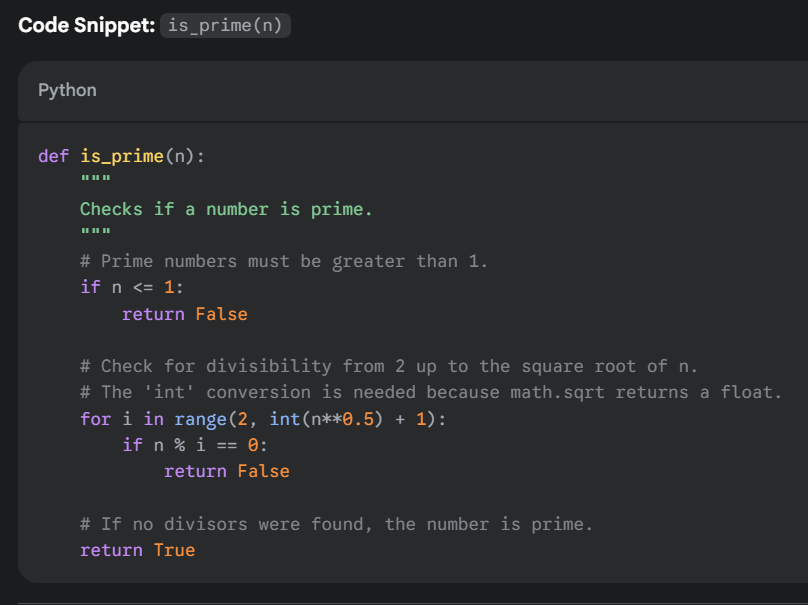 Code Snippet: is_prime(n)
Python
def is_prime(n):
    """
    Checks if a number is prime.
    """
    # Prime numbers must be greater than 1.
    if n <= 1:
        return False

    # Check for divisibility from 2 up to the square root of n.
    # The 'int' conversion is needed because math.sqrt returns a float.
    for i in range(2, int(n**0.5) + 1):
        if n % i == 0:
            return False

    # If no divisors were found, the number is prime.
    return True